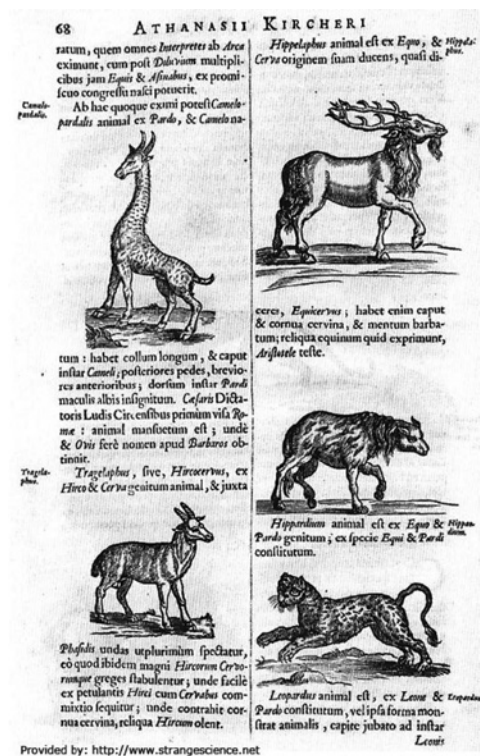 68 ATHANASII KIRCHERI
ratum, quem omnes Interpretes ab Arca
eximunt, cum post Diluvium multipli-
cibus jam Equis & Asinabus, ex promi-
scuo congressu nasci potuerit.
Camelo-
pardalis.
Ab hac quoque eximi potest Camelo-
pardalis animal ex Pardo, & Camelo na-
tum: habet collum longum, & caput
instar Cameli; posteriores pedes, brevio-
res anterioribus; dorsum instar Pardi
maculis albis insignitum. Cæsaris Dicta-
toris Ludis Circensibus primùm visa Ro-
mæ: animal mansuetum est; undè
& Ovis ferè nomen apud Barbaros ob-
tinuit.
Tragela-
phus.
Tragelaphus, sive, Hircocervus, ex
Hirco & Cerva genitum animal, & juxta
Phasidis undas utplurimùm spectatur,
eò quod ibidem magni Hircorum Cervo-
rumque greges stabulentur; unde facilè
ex petulantis Hirci cum Cervabus com-
mixtio sequitur; unde contrahit cor-
nua cervina, reliqua Hircum olent.
Hippelaphus animal est ex Equo, &
Cerva originem suam ducens, quasi di-
Hippela-
phus.
ceres, Equicervus; habet enim caput
& cornua cervina, & mentum barba-
tum; reliqua equinum quid exprimunt,
Aristotele teste.
Hippardium animal est ex Equo &
Pardo genitum; ex specie Equi & Pardi
constitutum.
Hippar-
dium.
Leopardus animal est, ex Leone &
Pardo constitutum, vel ipsa forma mon-
strat animalis, capite jubato ad instar
Leonis
Leopardus
Provided by: http://www.strangescience.net